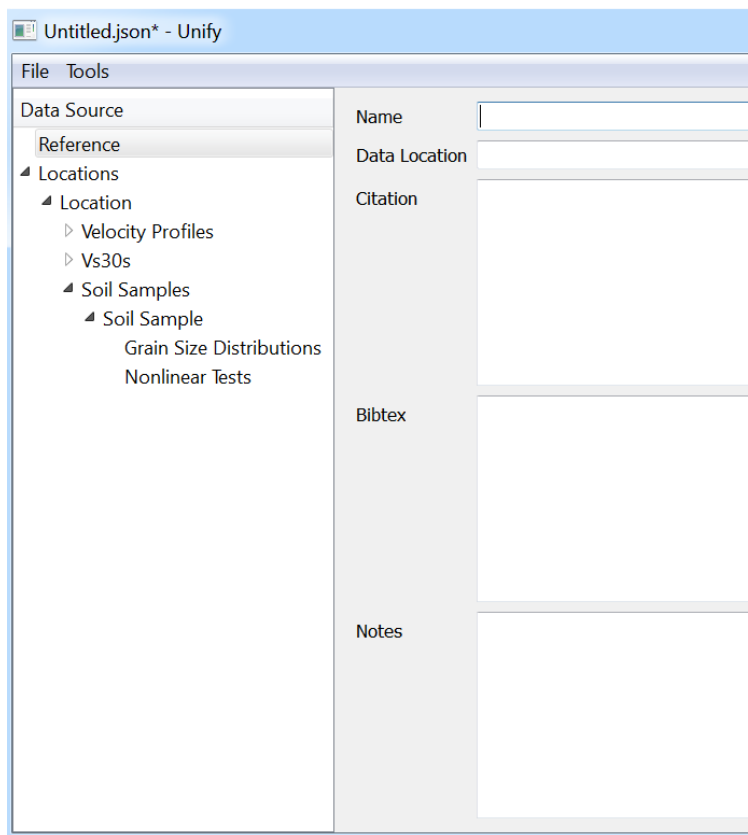 Untitled.json* - Unify
File Tools
Data Source
Reference
Locations
Location
Velocity Profiles
Vs30s
Soil Samples
Soil Sample
Grain Size Distributions
Nonlinear Tests
Name
Data Location
Citation
Bibtex
Notes